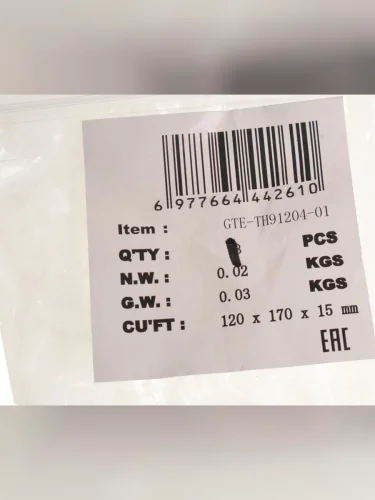 6 977664 442610
Item : GTE-TH91204-01
Q'TY : PCS
N.W. : 0.02 KGS
G.W. : 0.03 KGS
CU'FT : 120 x 170 x 15 mm
EAC